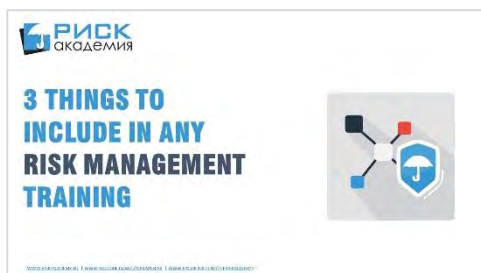 РИСК
академия
3 THINGS TO
INCLUDE IN ANY
RISK MANAGEMENT
TRAINING